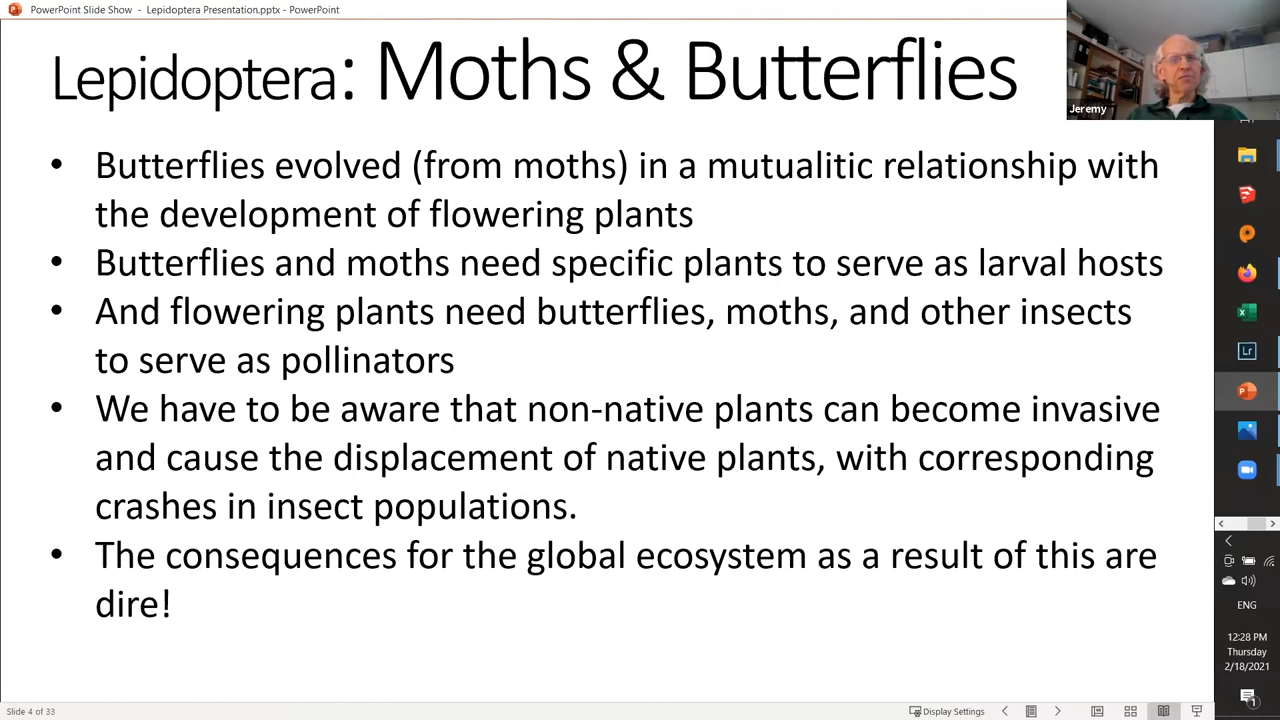 PowerPoint Slide Show - Lepidoptera Presentation.pptx - PowerPoint
Lepidoptera: Moths & Butterflies
Jeremy
• Butterflies evolved (from moths) in a mutualitic relationship with
the development of flowering plants
• Butterflies and moths need specific plants to serve as larval hosts
• And flowering plants need butterflies, moths, and other insects
to serve as pollinators
• We have to be aware that non-native plants can become invasive
and cause the displacement of native plants, with corresponding
crashes in insect populations.
• The consequences for the global ecosystem as a result of this are
dire!
Lr
ENG
12:28 PM
Thursday
2/18/2021
1
Slide 4 of 33
Display Settings